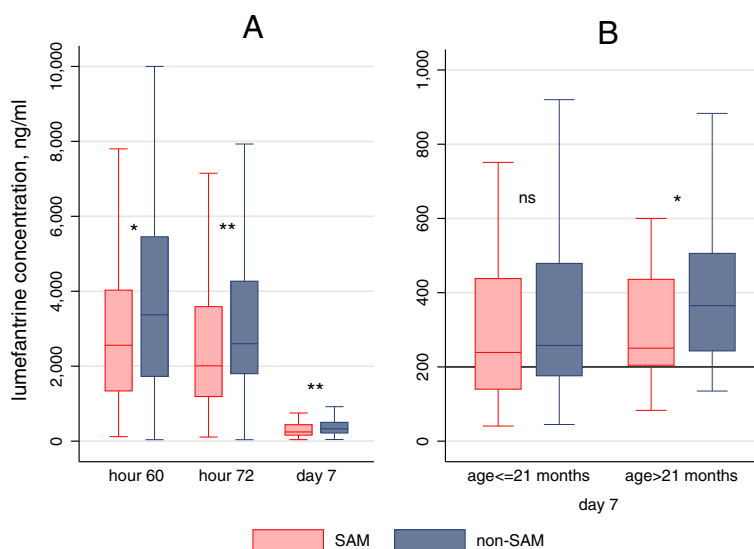 A
B
lumefantrine concentration, ng/ml
10,000
8,000
6,000
4,000
2,000
0
*
**
**
hour 60
hour 72
day 7
1,000
800
600
400
200
0
ns
*
age<=21 months
age>21 months
day 7
SAM
non-SAM